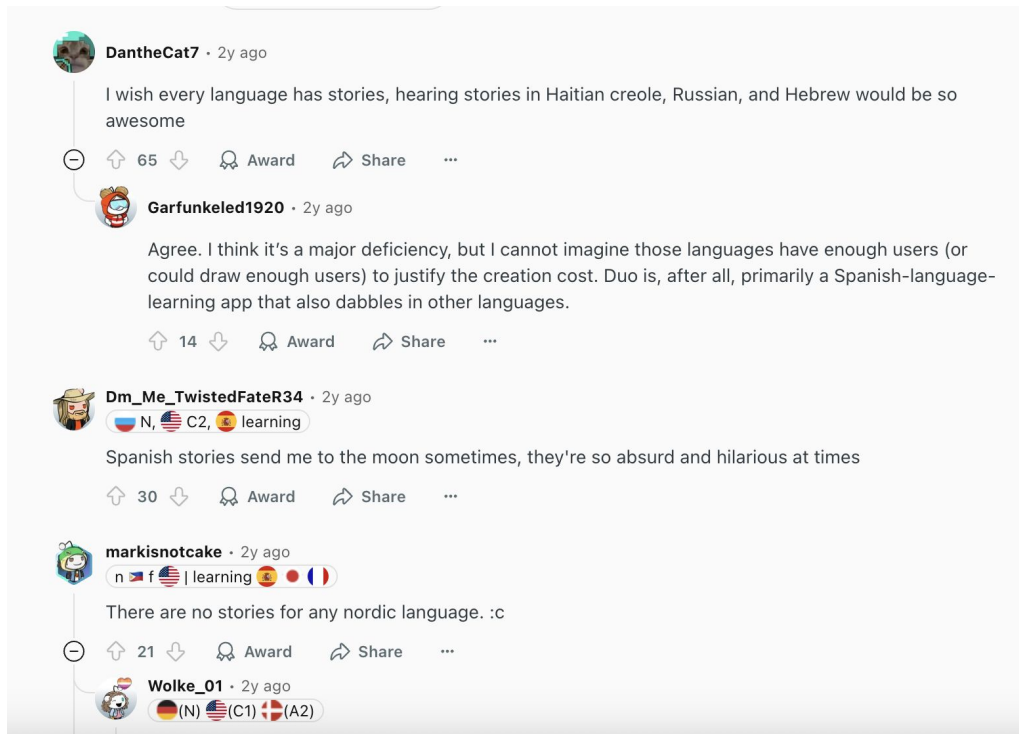 DantheCat7 • 2y ago
I wish every language has stories, hearing stories in Haitian creole, Russian, and Hebrew would be so
awesome
65 Award Share ...
Garfunkeled1920 • 2y ago
Agree. I think it's a major deficiency, but I cannot imagine those languages have enough users (or
could draw enough users) to justify the creation cost. Duo is, after all, primarily a Spanish-language-
learning app that also dabbles in other languages.
14 Award Share ...
Dm_Me_TwistedFateR34 • 2y ago
N, C2, learning
Spanish stories send me to the moon sometimes, they're so absurd and hilarious at times
30 Award Share ...
markisnotcake • 2y ago
n f | learning
There are no stories for any nordic language. :c
21 Award Share ...
Wolke_01 • 2y ago
(N) (C1) (A2)